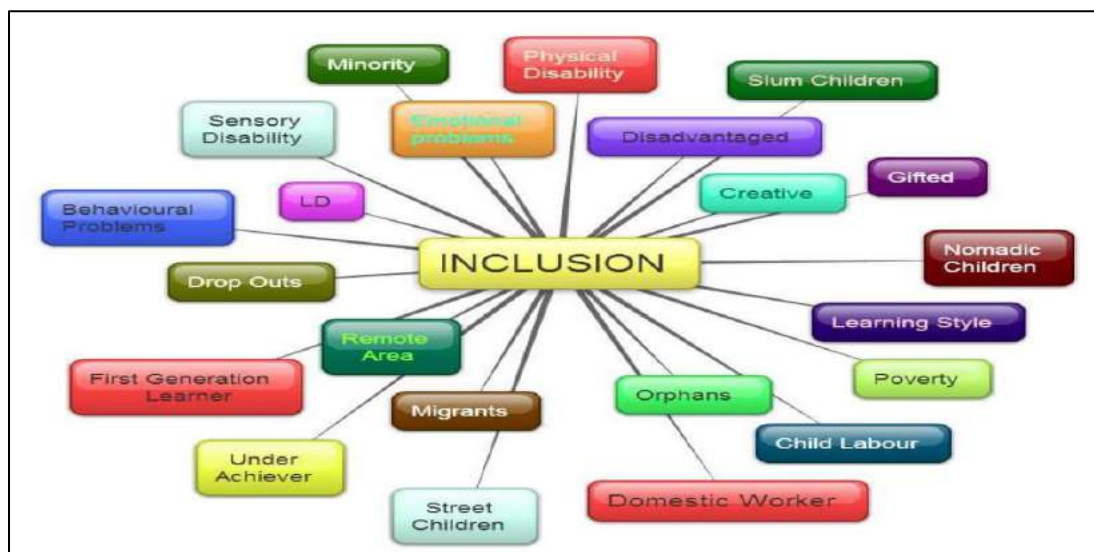 Minority
Physical
Disability
Slum Children
Sensory
Disability
Emotional
problems
Disadvantaged
LD
Creative
Gifted
Behavioural
Problems
INCLUSION
Nomadic
Children
Drop Outs
Learning Style
Remote
Area
First Generation
Learner
Poverty
Migrants
Orphans
Child Labour
Under
Achiever
Street
Children
Domestic Worker